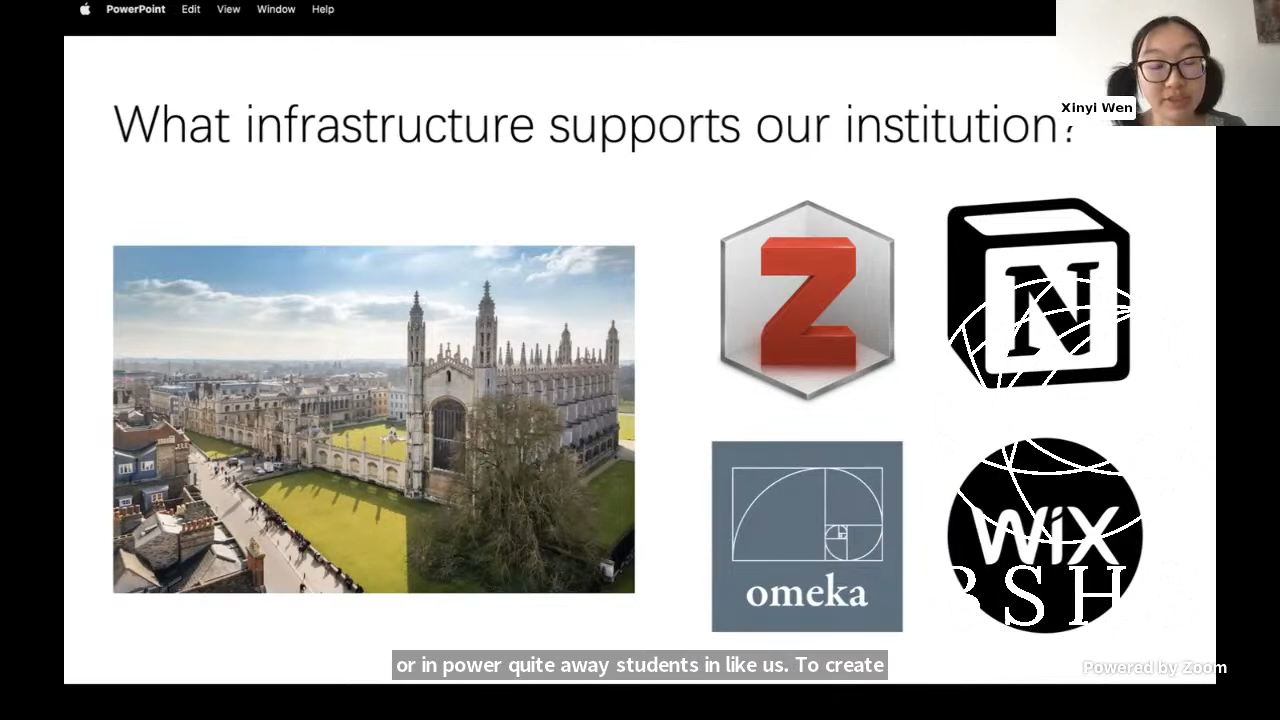 PowerPoint Edit View Window Help
Xinyi Wen
What infrastructure supports our institution?
Z
N
omeka
WiX
BSH
or in power quite away students in like us. To create
Powered by Zoom